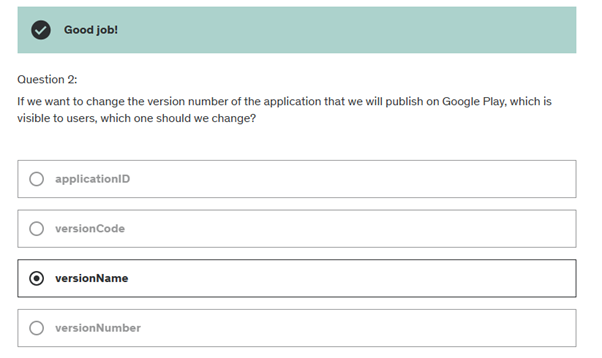 Good job!
Question 2:
If we want to change the version number of the application that we will publish on Google Play, which is
visible to users, which one should we change?
applicationID
versionCode
versionName
versionNumber